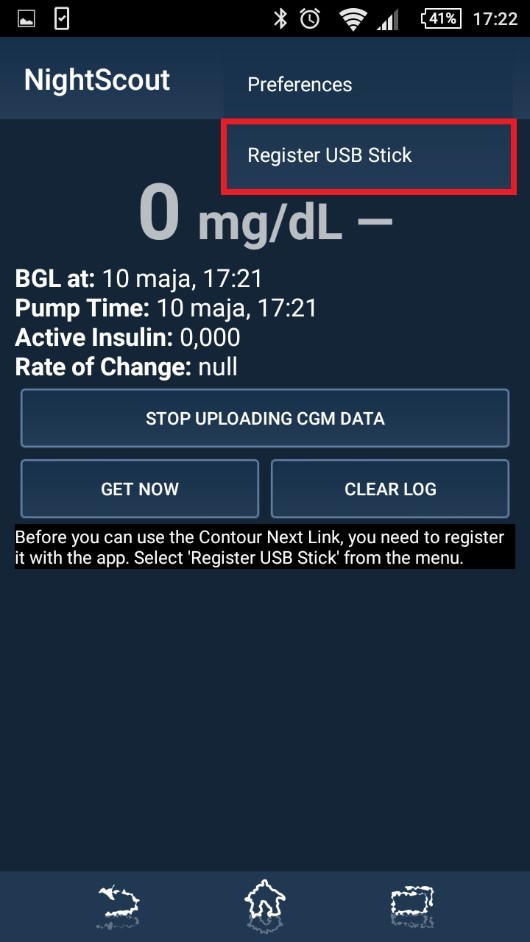 41% 17:22
NightScout
Preferences
Register USB Stick
0 mg/dL —
BGL at: 10 maja, 17:21
Pump Time: 10 maja, 17:21
Active Insulin: 0,000
Rate of Change: null
STOP UPLOADING CGM DATA
GET NOW
CLEAR LOG
Before you can use the Contour Next Link, you need to register
it with the app. Select 'Register USB Stick' from the menu.